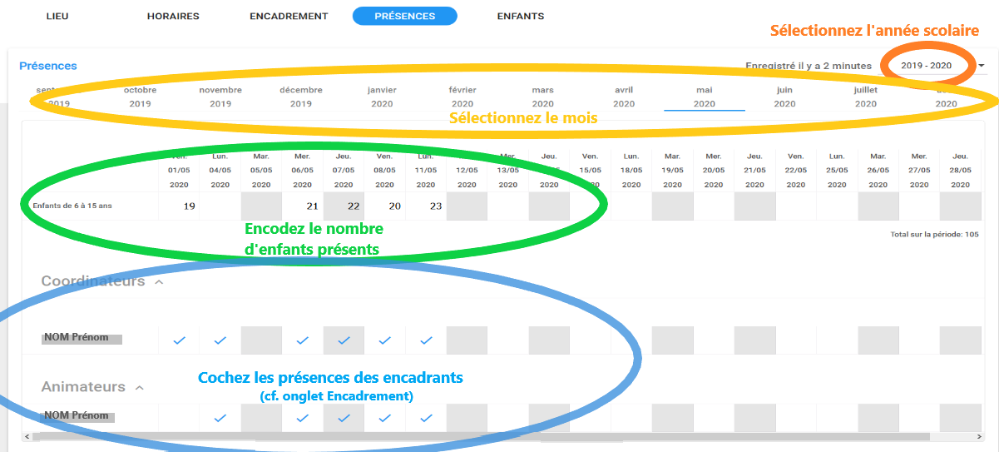 LIEU HORAIRES ENCADREMENT PRÉSENCES ENFANTS
Sélectionnez l'année scolaire
Présences Enregistré il y a 2 minutes 2019 - 2020
octobre novembre décembre janvier février mars avril mai juin juillet
2019 2019 2019 2019 2020 2020 2020 2020 2020 2020 2020 2020
Sélectionnez le mois
Ven. Lun. Mar. Mer. Jeu. Ven. Lun. Mer. Jeu. Ven. Lun. Mar. Mer. Jeu. Ven. Lun. Mar. Mer. Jeu.
01/05 04/05 05/05 06/05 07/05 08/05 11/05 12/05 13/05 15/05 18/05 19/05 20/05 21/05 22/05 25/05 26/05 27/05 28/05
2020 2020 2020 2020 2020 2020 2020 2020 2020 2020 2020 2020 2020 2020 2020 2020 2020 2020 2020
Enfants de 6 à 15 ans 19 21 22 20 23
Encodez le nombre
d'enfants présents
Total sur la période: 105
Coordinateurs
NOM Prénom
Cochez les présences des encadrants
Animateurs
(cf. onglet Encadrement)
NOM Prénom